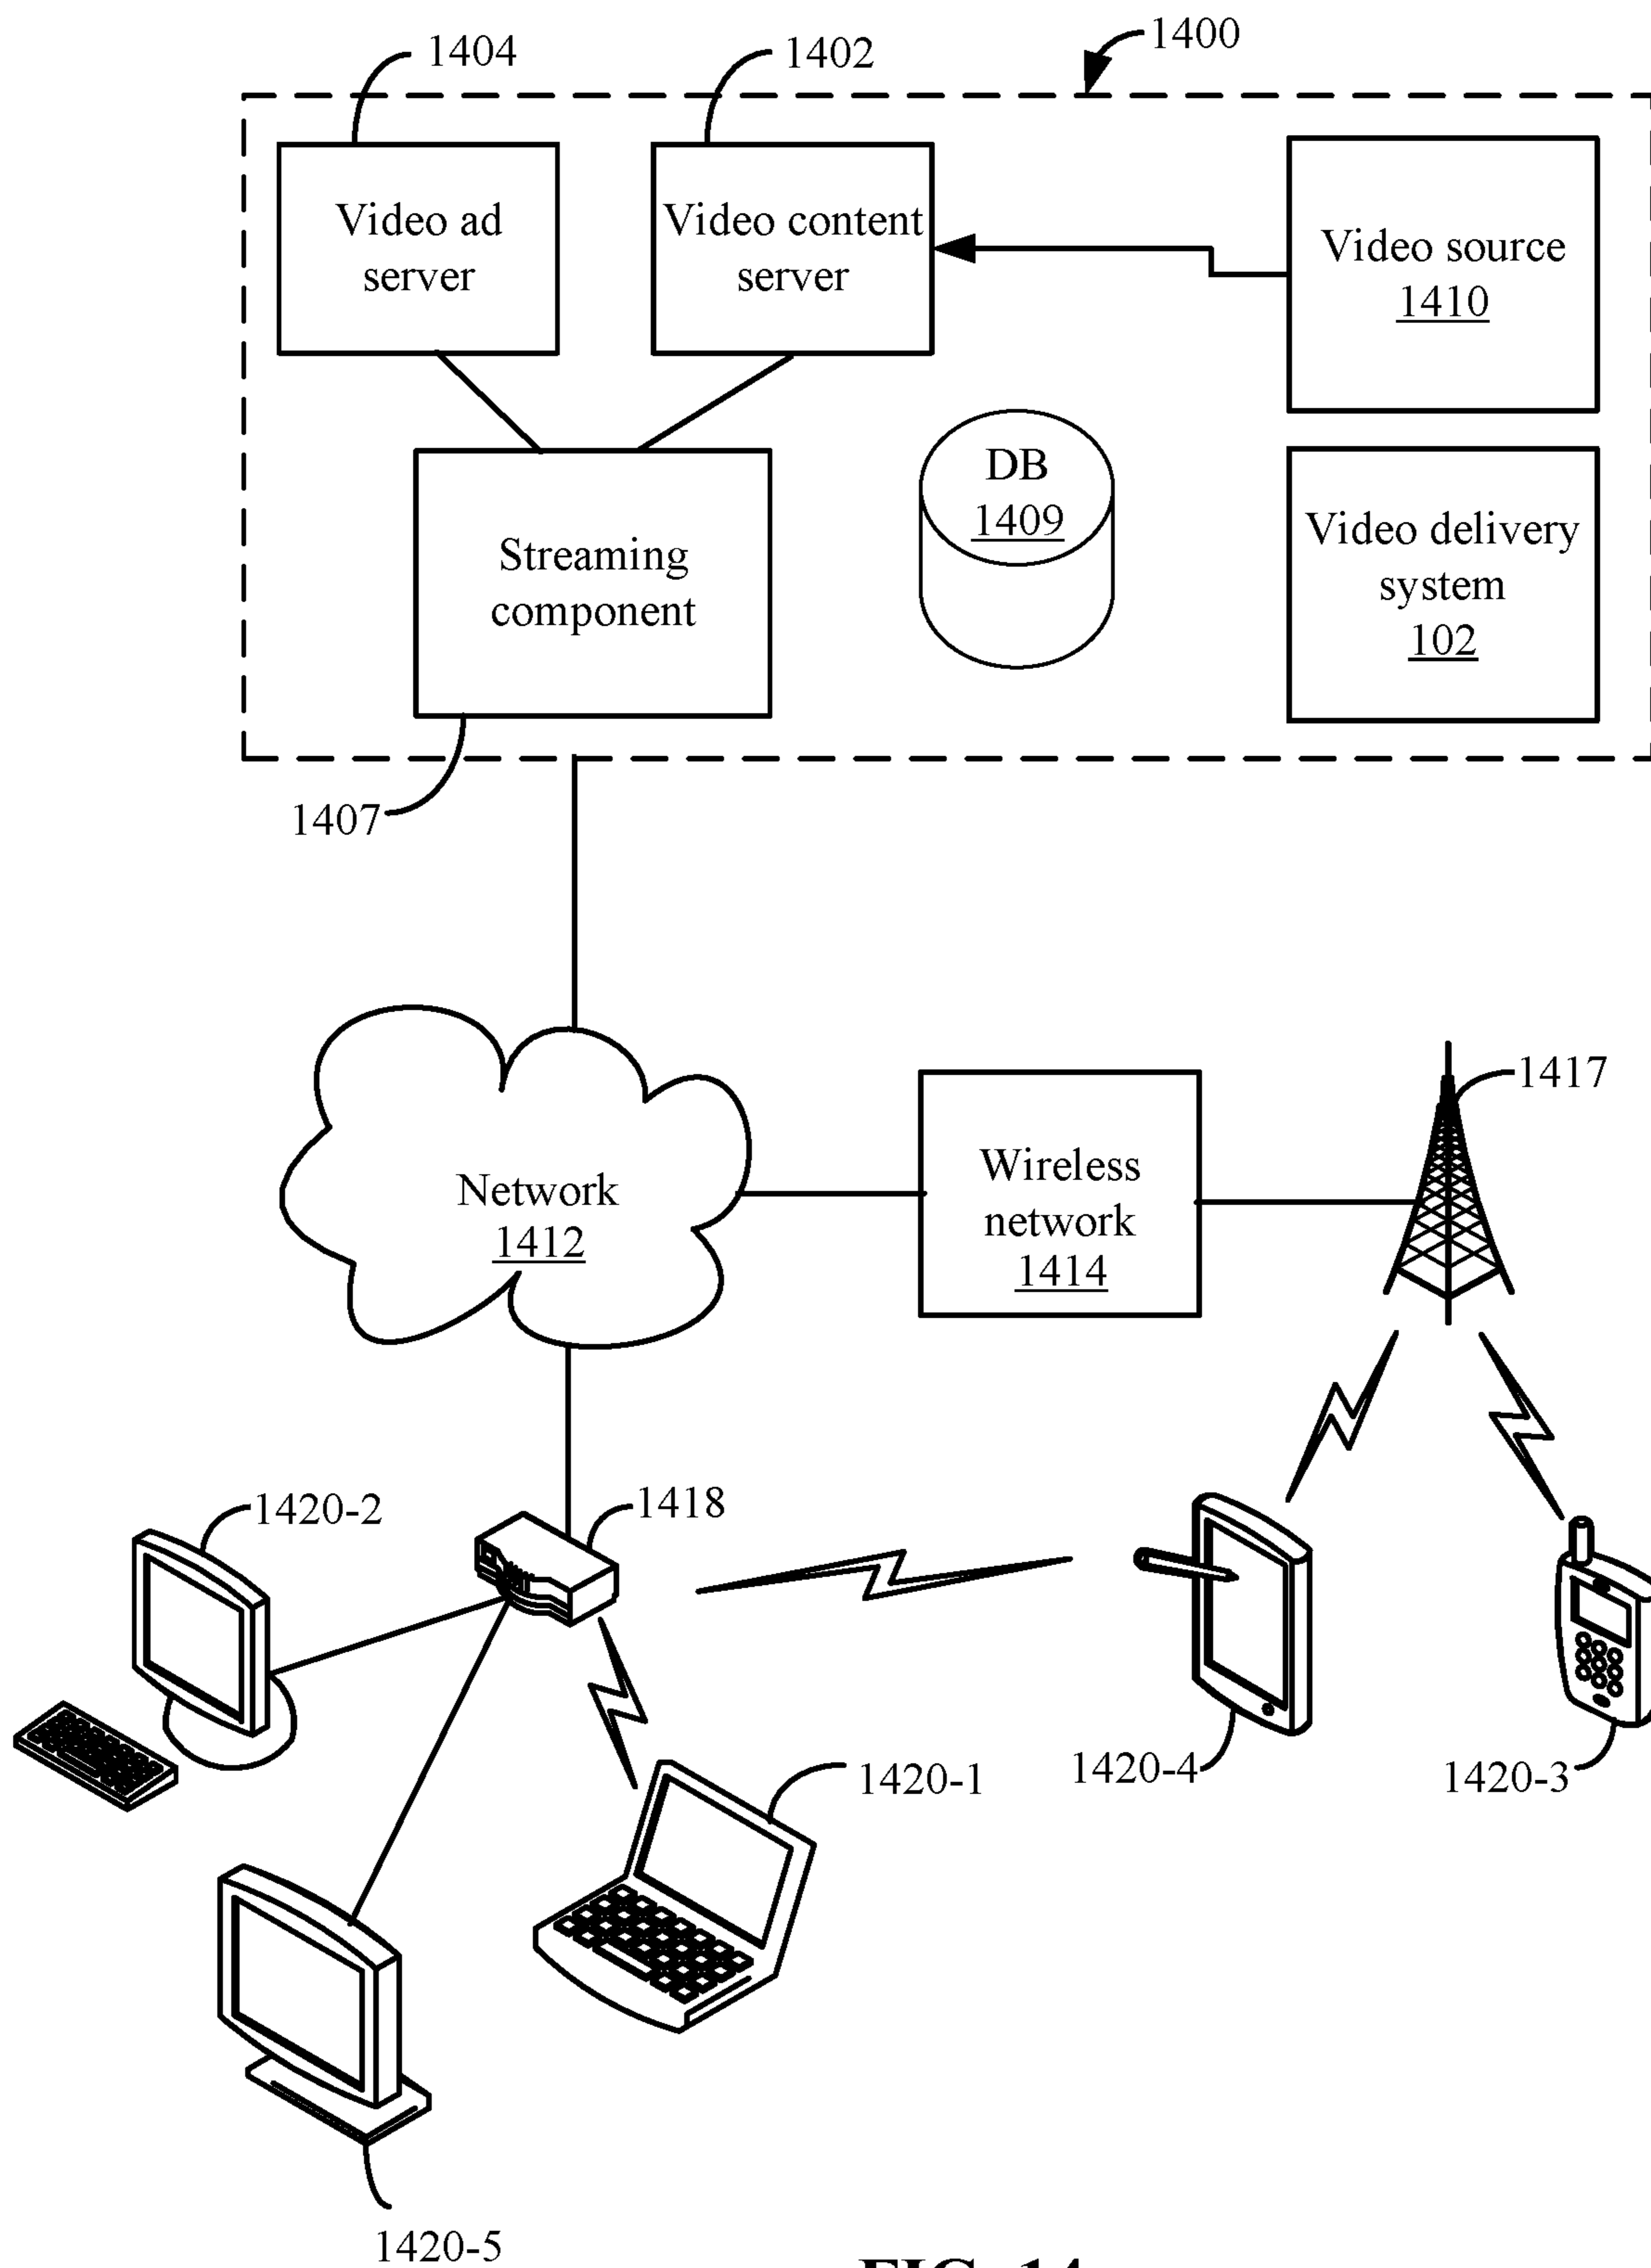 1404
1402
1400
Video ad
server
Video content
server
Video source
1410
DB
1409
Streaming
component
Video delivery
system
102
1407
Network
1412
Wireless
network
1414
1417
1420-2
1418
1420-1
1420-4
1420-3
1420-5
FIG. 14